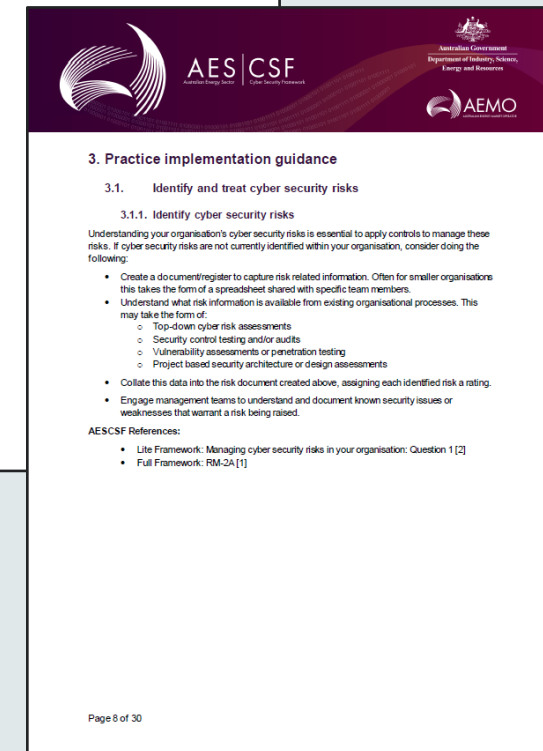 AES CSF
Australian Energy Sector Cyber Security Framework
Australian Government
Department of Industry, Science,
Energy and Resources
AEMO
AUSTRALIAN ENERGY MARKET OPERATOR
3. Practice implementation guidance
3.1. Identify and treat cyber security risks
3.1.1. Identify cyber security risks
Understanding your organisation's cyber security risks is essential to apply controls to manage these
risks. If cyber security risks are not currently identified within your organisation, consider doing the
following:
• Create a document/register to capture risk related information. Often for smaller organisations
this takes the form of a spreadsheet shared with specific team members.
• Understand what risk information is available from existing organisational processes. This
may take the form of:
o Top-down cyber risk assessments
o Security control testing and/or audits
o Vulnerability assessments or penetration testing
o Project based security architecture or design assessments
• Collate this data into the risk document created above, assigning each identified risk a rating.
• Engage management teams to understand and document known security issues or
weaknesses that warrant a risk being raised.
AESCSF References:
• Lite Framework: Managing cyber security risks in your organisation: Question 1 [2]
• Full Framework: RM-2A [1]
Page 8 of 30